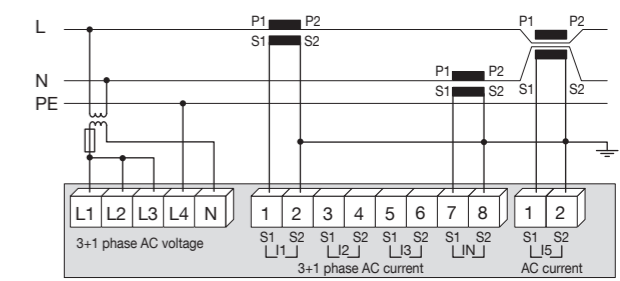 L P1 P2 P1 P2
S1 S2
N P1 P2
S1 S2 S1 S2
PE
L1 L2 L3 L4 N 1 2 3 4 5 6 7 8 1 2
S1 S2 S1 S2 S1 S2 S1 S2 S1 S2
3+1 phase AC voltage I1 I2 I3 IN I5
3+1 phase AC current AC current